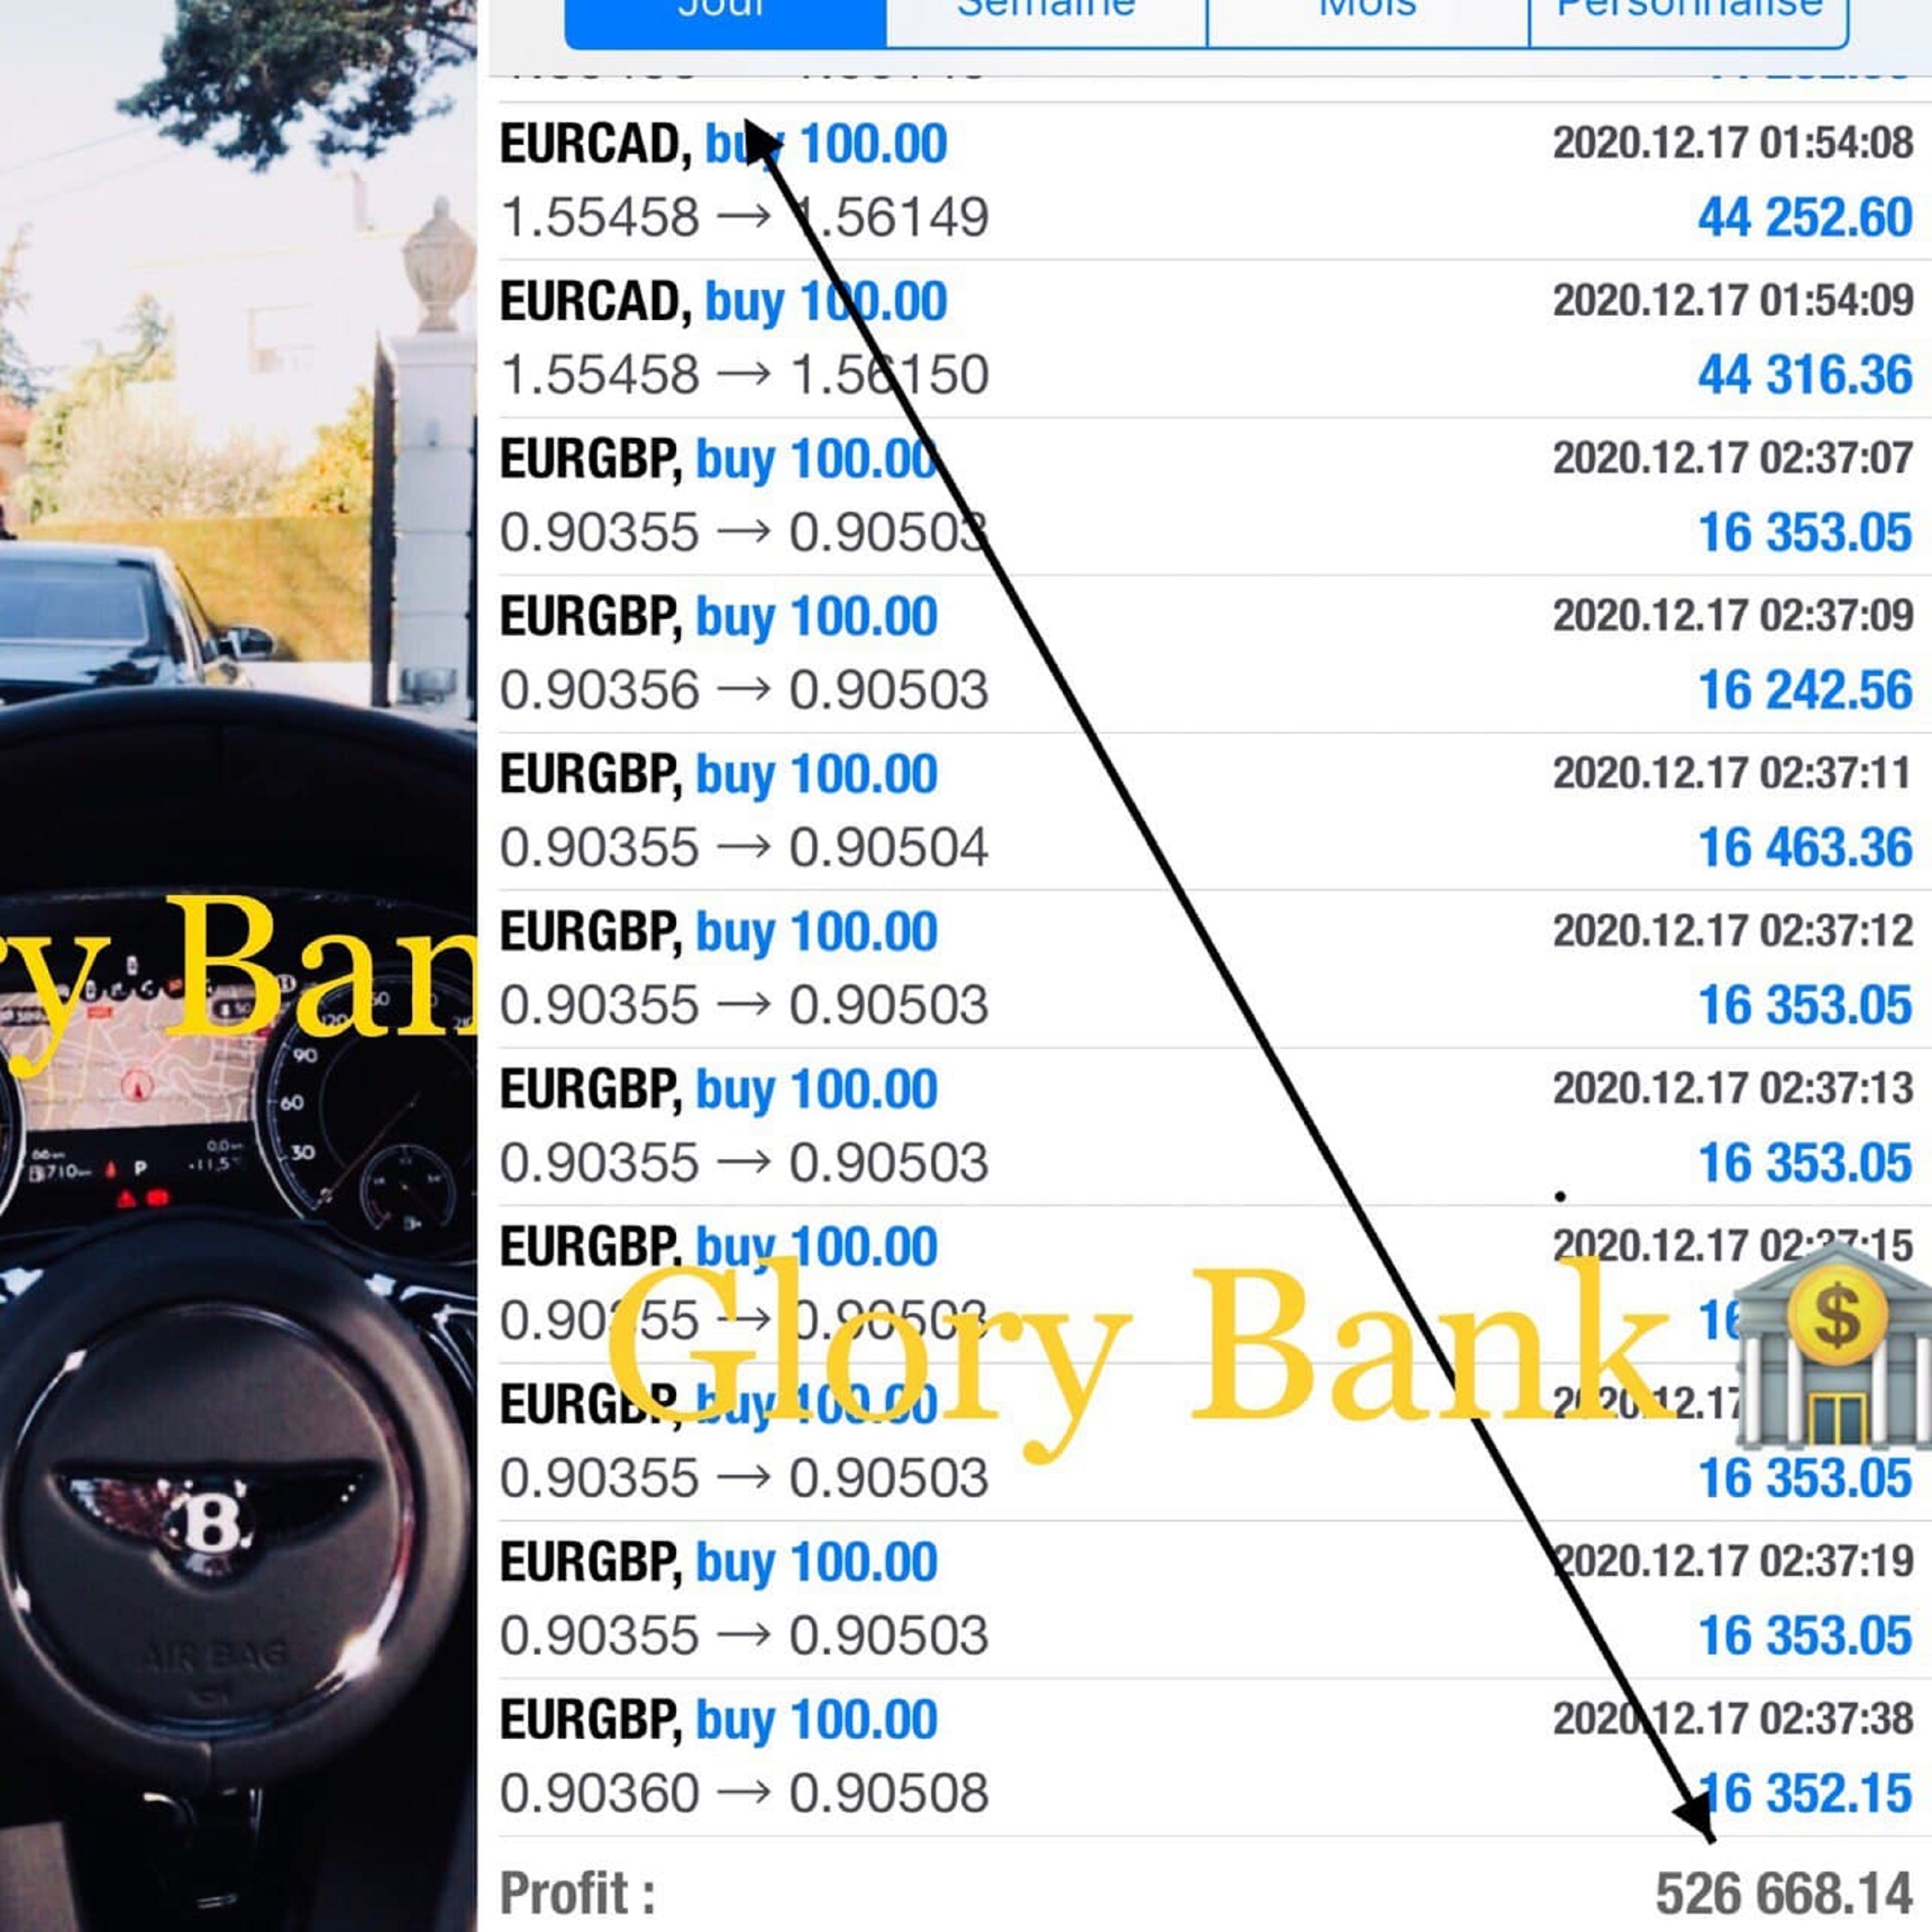 Jour Semaine Mois Personnalisé
EURCAD, buy 100.00 2020.12.17 01:54:08
1.55458 → 1.56149 44 252.60
EURCAD, buy 100.00 2020.12.17 01:54:09
1.55458 → 1.56150 44 316.36
EURGBP, buy 100.00 2020.12.17 02:37:07
0.90355 → 0.90503 16 353.05
EURGBP, buy 100.00 2020.12.17 02:37:09
0.90356 → 0.90503 16 242.56
EURGBP, buy 100.00 2020.12.17 02:37:11
0.90355 → 0.90504 16 463.36
EURGBP, buy 100.00 2020.12.17 02:37:12
0.90355 → 0.90503 16 353.05
EURGBP, buy 100.00 2020.12.17 02:37:13
0.90355 → 0.90503 16 353.05
EURGBP, buy 100.00 2020.12.17 02:37:15
0.90355 → 0.90503 16
Glory Bank
EURGBP, buy 100.00 2020.12.17
0.90355 → 0.90503 16 353.05
EURGBP, buy 100.00 2020.12.17 02:37:19
0.90355 → 0.90503 16 353.05
EURGBP, buy 100.00 2020.12.17 02:37:38
0.90360 → 0.90508 16 352.15
Profit : 526 668.14
ry Ban
120
90
60
30
710
P
B
AIR BAG